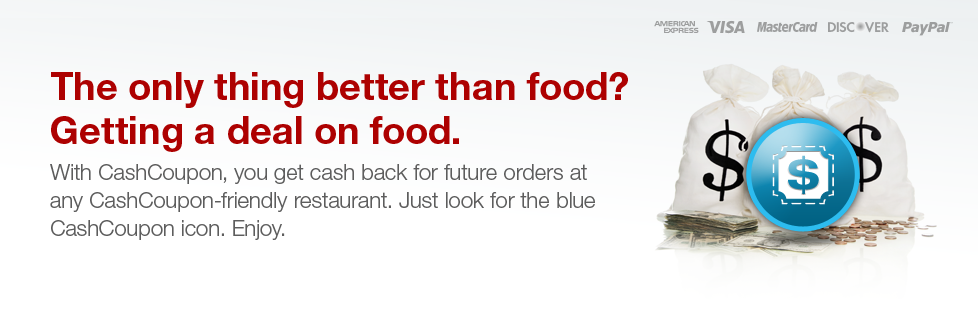 AMERICAN EXPRESS VISA MasterCard DISCOVER PayPal
The only thing better than food?
Getting a deal on food.
With CashCoupon, you get cash back for future orders at
any CashCoupon-friendly restaurant. Just look for the blue
CashCoupon icon. Enjoy.
$ $ $